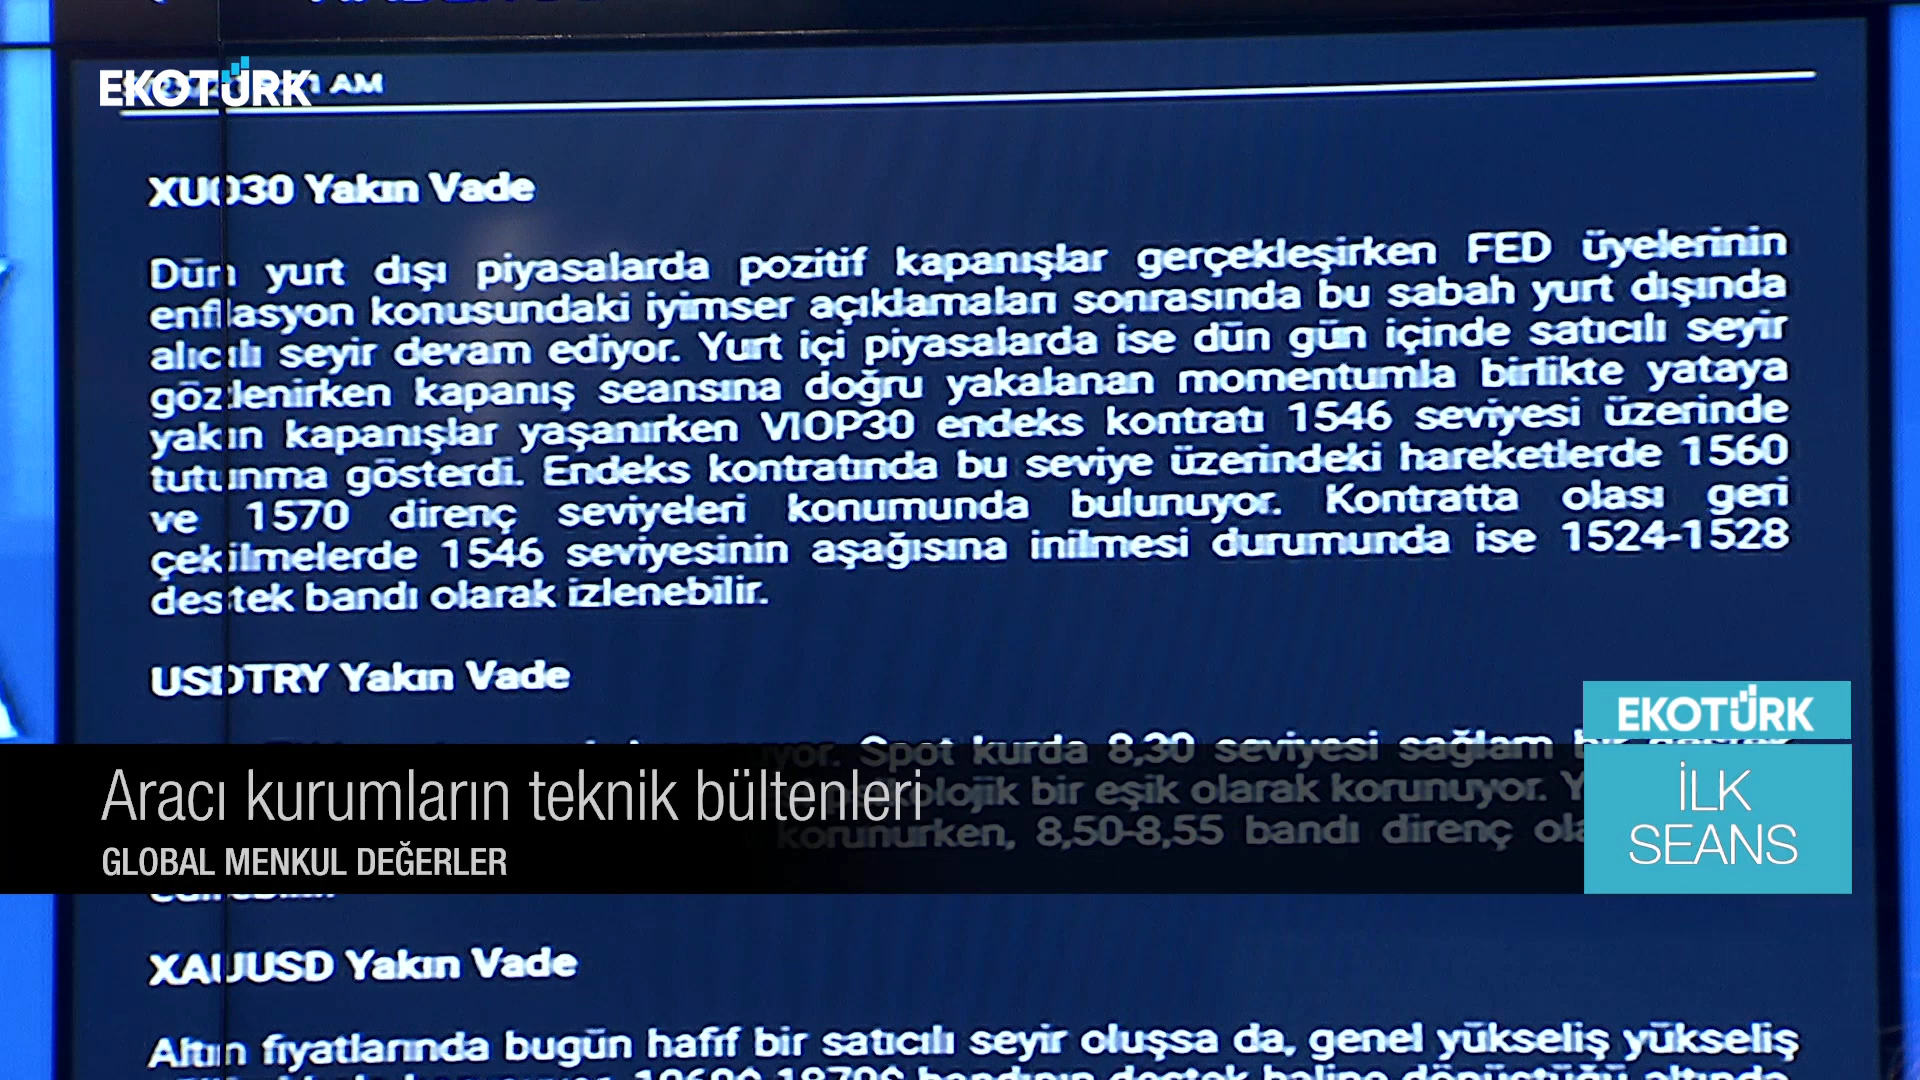 EKOTÜRK
1 AM
XU030 Yakın Vade
Dün yurt dışı piyasalarda pozitif kapanışlar gerçekleşirken FED üyelerinin
enflasyon konusundaki iyimser açıklamaları sonrasında bu sabah yurt dışında
alıcılı seyir devam ediyor. Yurt içi piyasalarda ise dün gün içinde satıcılı seyir
gözlenirken kapanış seansına doğru yakalanan momentumla birlikte yataya
yakın kapanışlar yaşanırken VIOP30 endeks kontratı 1546 seviyesi üzerinde
tutunma gösterdi. Endeks kontratında bu seviye üzerindeki hareketlerde 1560
ve 1570 direnç seviyeleri konumunda bulunuyor. Kontratta olası geri
çekilmelerde 1546 seviyesinin aşağısına inilmesi durumunda ise 1524-1528
destek bandı olarak izlenebilir.
USDTRY Yakın Vade
Spot kurda 8,30 seviyesi sağlam
bir eşik olarak korunuyor.
korunurken, 8,50-8,55 bandı direnç
EKOTÜRK
İLK
SEANS
Aracı kurumların teknik bültenleri
GLOBAL MENKUL DEĞERLER
XAUUSD Yakın Vade
Altın fiyatlarında bugün hafif bir satıcılı seyir oluşsa da, genel yükseliş yükseliş
bandının destek haline dönüştüğü altında